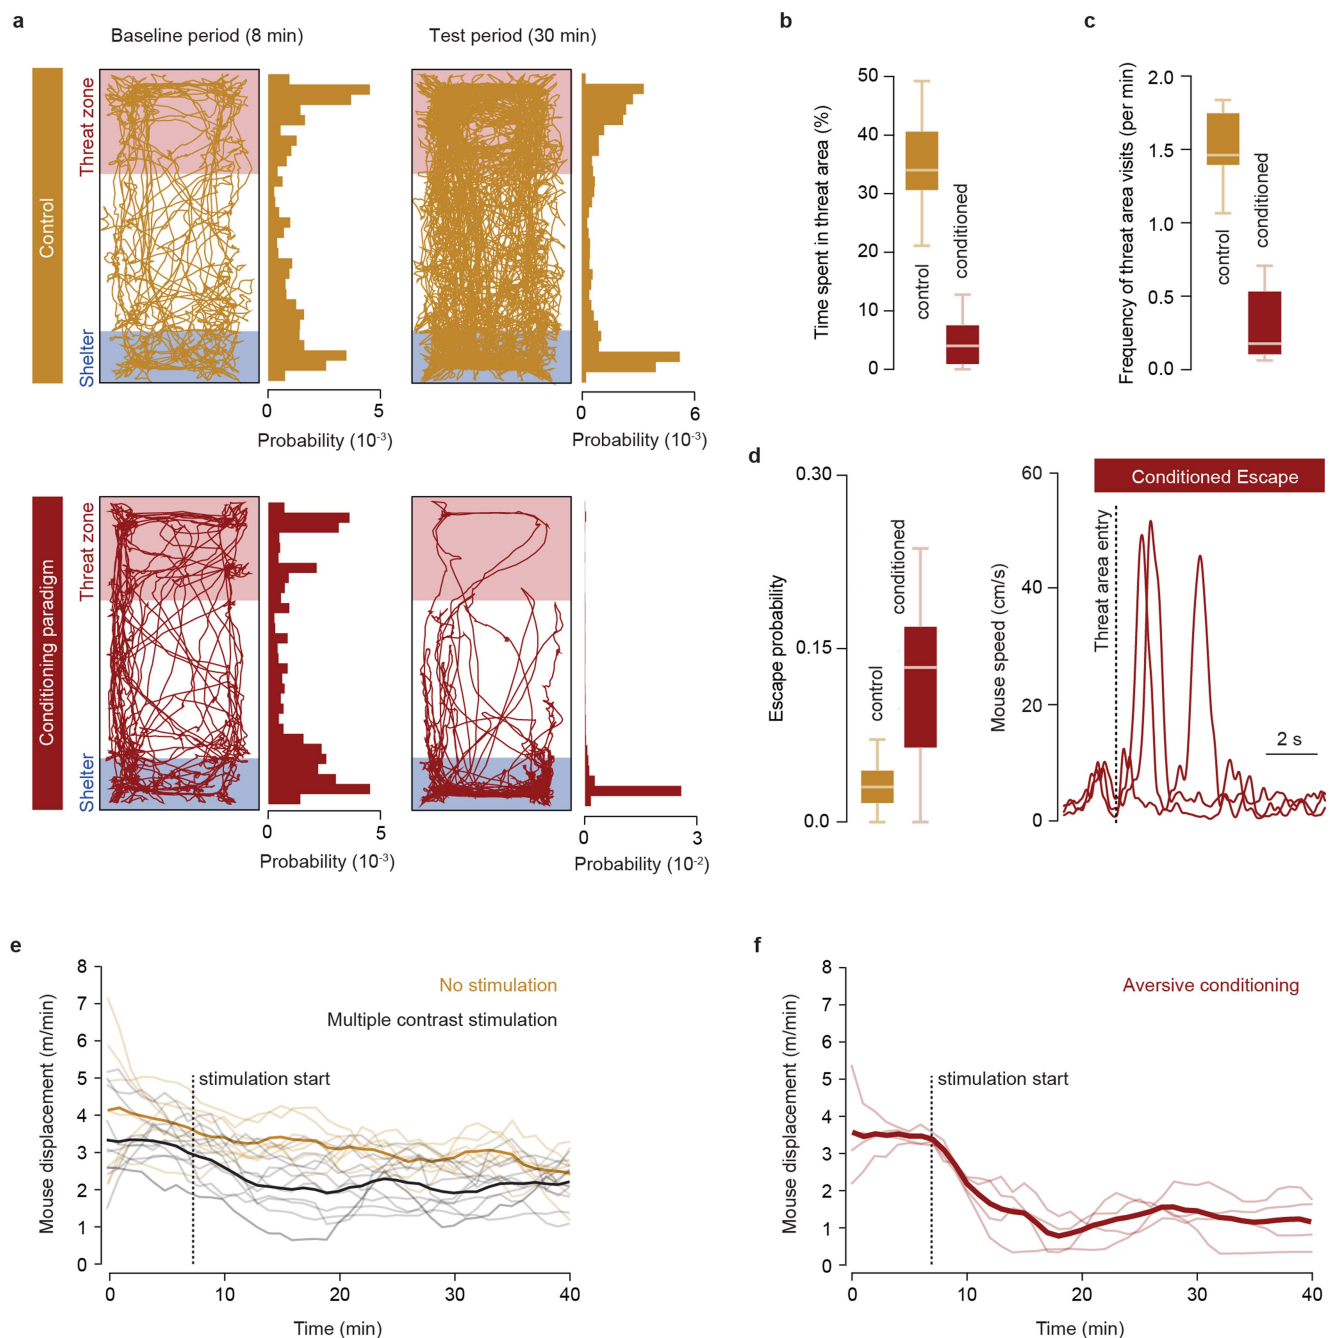 a
Baseline period (8 min)
Test period (30 min)
Control
Threat zone
Shelter
0
5
Probability (10-3)
0
6
Probability (10-3)
Conditioning paradigm
Threat zone
Shelter
0
5
Probability (10-3)
0
3
Probability (10-2)
b
Time spent in threat area (%)
50
40
30
20
10
0
control
conditioned
c
Frequency of threat area visits (per min)
2.0
1.5
1.0
0.5
0.0
control
conditioned
d
Escape probability
0.30
0.15
0.0
control
conditioned
Mouse speed (cm/s)
60
40
20
0
Conditioned Escape
Threat area entry
2 s
e
Mouse displacement (m/min)
8
7
6
5
4
3
2
1
0
No stimulation
Multiple contrast stimulation
stimulation start
0
10
20
30
40
Time (min)
f
Mouse displacement (m/min)
8
7
6
5
4
3
2
1
0
Aversive conditioning
stimulation start
0
10
20
30
40
Time (min)